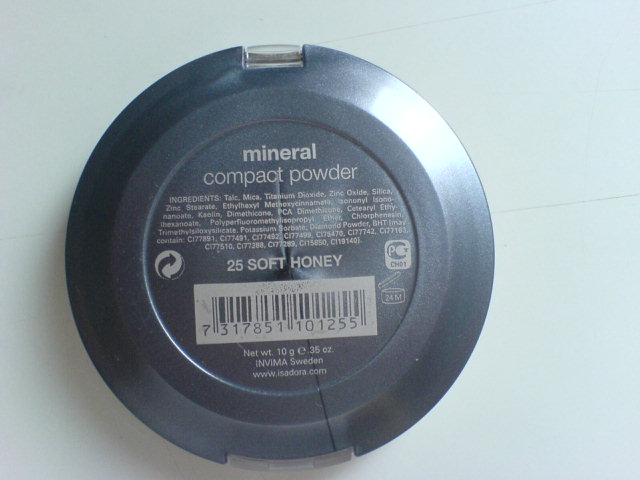 mineral
compact powder
INGREDIENTS: Talc, Mica, Titanium Dioxide, Zinc Oxide, Silica,
Zinc Stearate, Ethylhexyl Methoxycinnamate, Isononyl Isono-
nanoate, Kaolin, Dimethicone, PCA Dimethicone, Cetearyl Ethy-
lhexanoate, Polyperfluoromethylisopropyl Ether, Chlorphenesin,
Trimethylsiloxysilicate, Potassium Sorbate, Diamond Powder, BHT (may
contain: CI77891, CI77491, CI77492, CI77499, CI75470, CI77742, CI77163,
CI77510, CI77288, CI77289, CI15850, CI19140).
PC
CH01
25 SOFT HONEY
24 M
7 317851 101255
Net wt. 10 g e .35 oz.
INVIMA Sweden
www.isadora.com